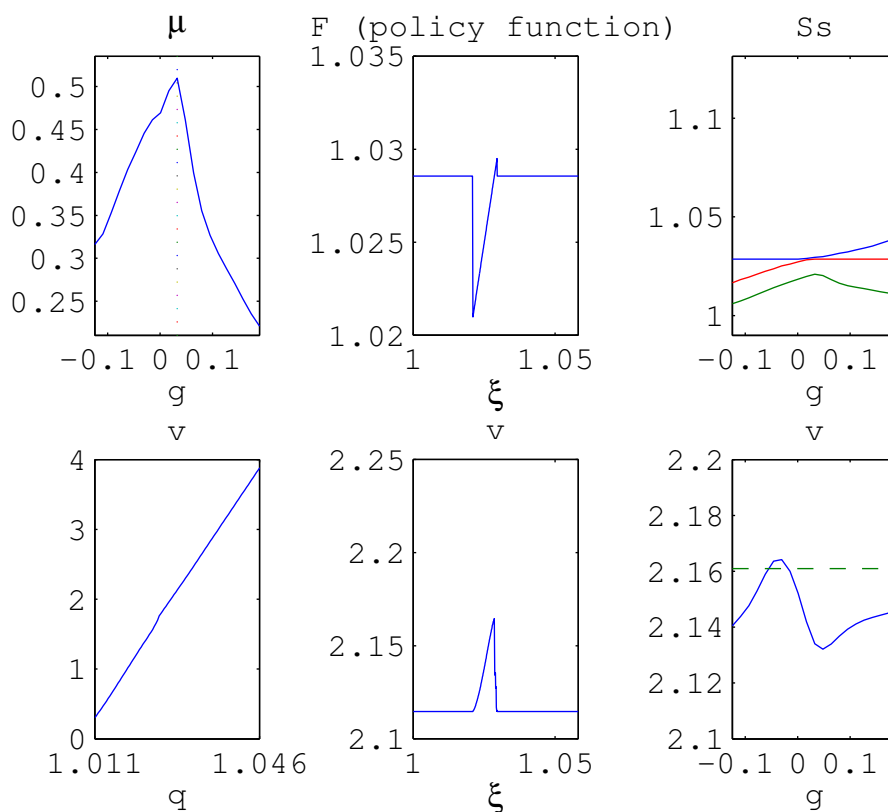 μ
0.5
0.45
0.4
0.35
0.3
0.25
−0.1 0 0.1
g
F (policy function)
1.035
1.03
1.025
1.02
1 1.05
ξ
Ss
1.1
1.05
1
−0.1 0 0.1
g
v
4
3
2
1
0
1.011 1.046
q
v
2.25
2.2
2.15
2.1
1 1.05
ξ
v
2.2
2.18
2.16
2.14
2.12
2.1
−0.1 0 0.1
g